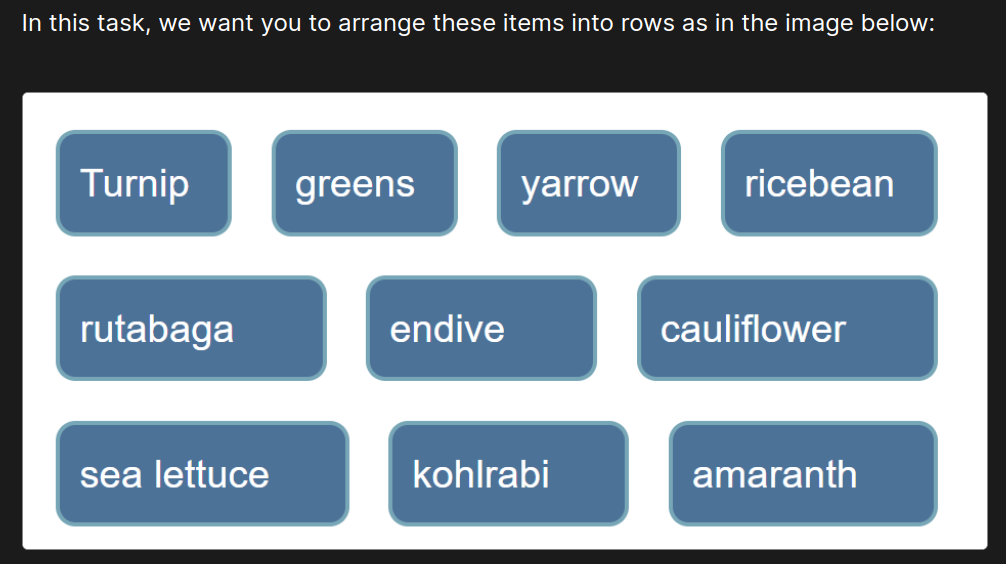 In this task, we want you to arrange these items into rows as in the image below:
Turnip greens yarrow ricebean
rutabaga endive cauliflower
sea lettuce kohlrabi amaranth